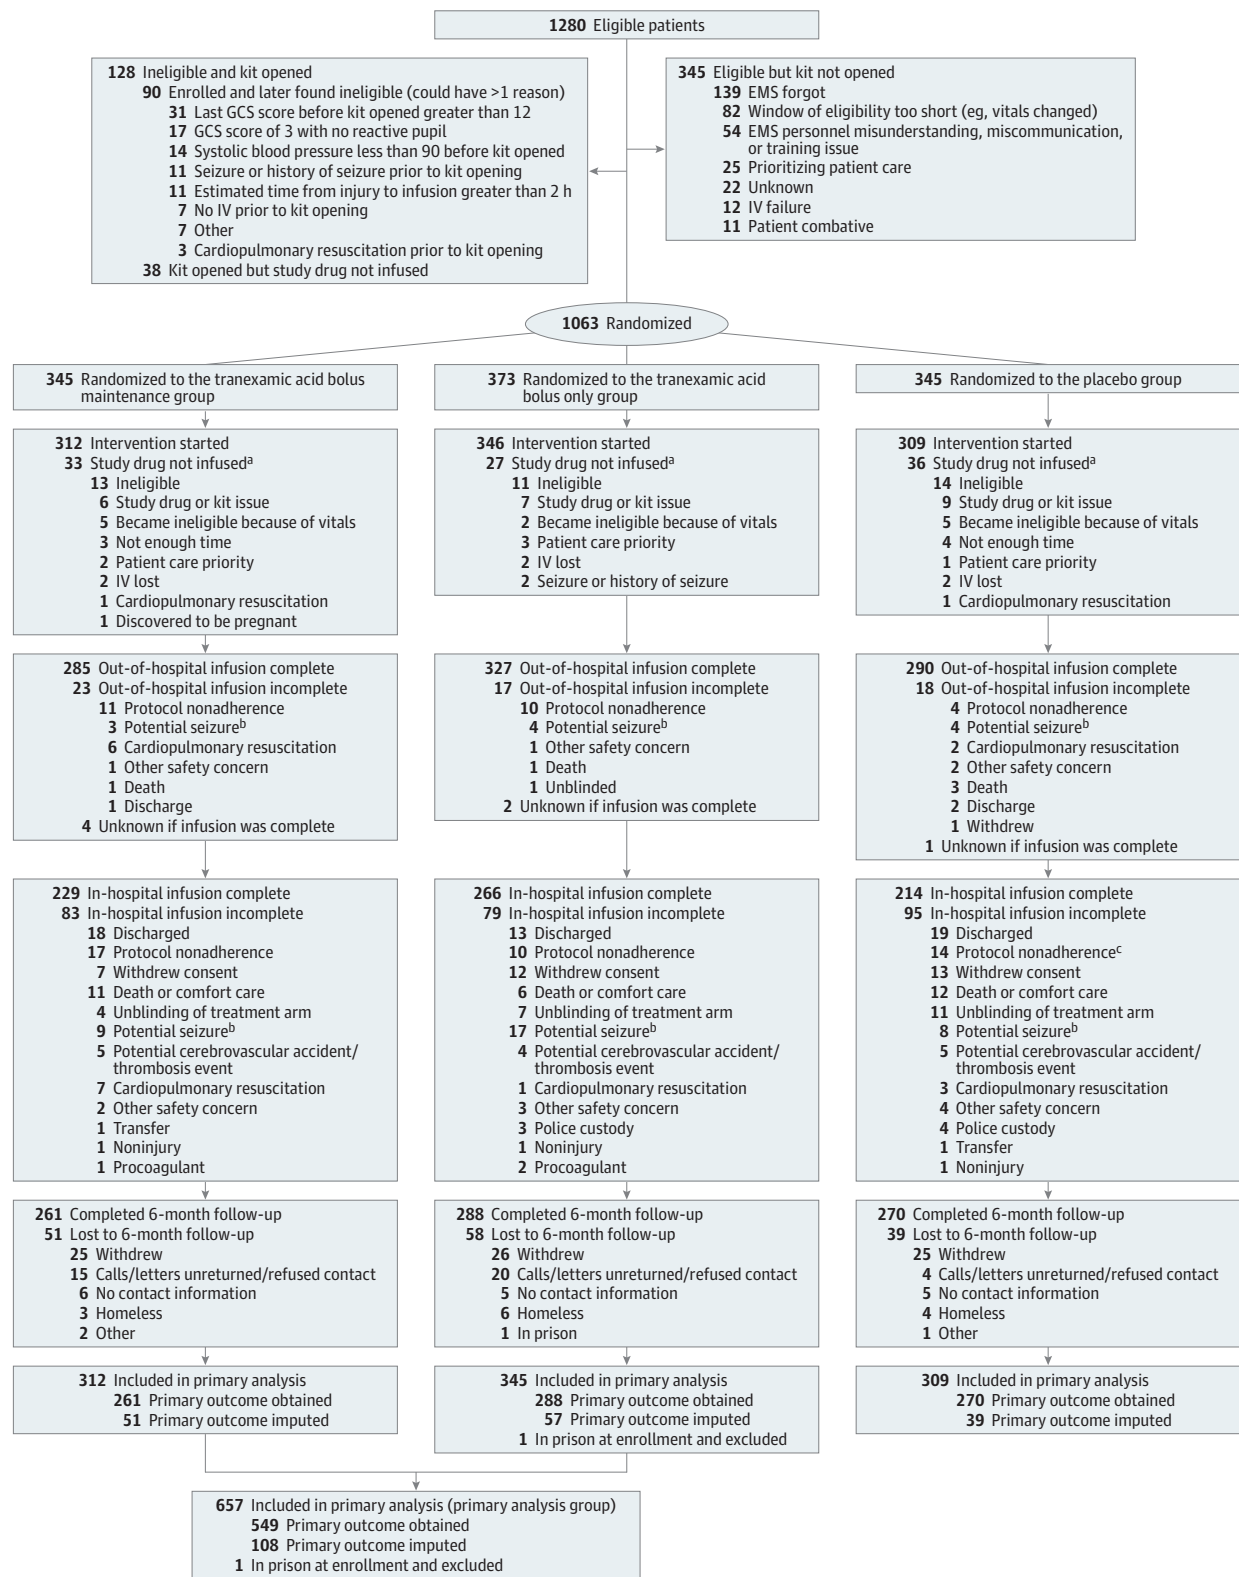 1280 Eligible patients
128 Ineligible and kit opened
90 Enrolled and later found ineligible (could have >1 reason)
31 Last GCS score before kit opened greater than 12
17 GCS score of 3 with no reactive pupil
14 Systolic blood pressure less than 90 before kit opened
11 Seizure or history of seizure prior to kit opening
11 Estimated time from injury to infusion greater than 2 h
7 No IV prior to kit opening
7 Other
3 Cardiopulmonary resuscitation prior to kit opening
38 Kit opened but study drug not infused
345 Eligible but kit not opened
139 EMS forgot
82 Window of eligibility too short (eg, vitals changed)
54 EMS personnel misunderstanding, miscommunication,
or training issue
25 Prioritizing patient care
22 Unknown
12 IV failure
11 Patient combative
1063 Randomized
345 Randomized to the tranexamic acid bolus
maintenance group
312 Intervention started
33 Study drug not infusedᵃ
13 Ineligible
6 Study drug or kit issue
5 Became ineligible because of vitals
3 Not enough time
2 Patient care priority
2 IV lost
1 Cardiopulmonary resuscitation
1 Discovered to be pregnant
285 Out-of-hospital infusion complete
23 Out-of-hospital infusion incomplete
11 Protocol nonadherence
3 Potential seizureᵇ
6 Cardiopulmonary resuscitation
1 Other safety concern
1 Death
1 Discharge
4 Unknown if infusion was complete
229 In-hospital infusion complete
83 In-hospital infusion incomplete
18 Discharged
17 Protocol nonadherence
7 Withdrew consent
11 Death or comfort care
4 Unblinding of treatment arm
9 Potential seizureᵇ
5 Potential cerebrovascular accident/
thrombosis event
7 Cardiopulmonary resuscitation
2 Other safety concern
1 Transfer
1 Noninjury
1 Procoagulant
261 Completed 6-month follow-up
51 Lost to 6-month follow-up
25 Withdrew
15 Calls/letters unreturned/refused contact
6 No contact information
3 Homeless
2 Other
312 Included in primary analysis
261 Primary outcome obtained
51 Primary outcome imputed
373 Randomized to the tranexamic acid
bolus only group
346 Intervention started
27 Study drug not infusedᵃ
11 Ineligible
7 Study drug or kit issue
2 Became ineligible because of vitals
3 Patient care priority
2 IV lost
2 Seizure or history of seizure
327 Out-of-hospital infusion complete
17 Out-of-hospital infusion incomplete
10 Protocol nonadherence
4 Potential seizureᵇ
1 Other safety concern
1 Death
1 Unblinded
2 Unknown if infusion was complete
266 In-hospital infusion complete
79 In-hospital infusion incomplete
13 Discharged
10 Protocol nonadherence
12 Withdrew consent
6 Death or comfort care
7 Unblinding of treatment arm
17 Potential seizureᵇ
4 Potential cerebrovascular accident/
thrombosis event
1 Cardiopulmonary resuscitation
3 Other safety concern
3 Police custody
1 Noninjury
2 Procoagulant
288 Completed 6-month follow-up
58 Lost to 6-month follow-up
26 Withdrew
20 Calls/letters unreturned/refused contact
5 No contact information
6 Homeless
1 In prison
345 Included in primary analysis
288 Primary outcome obtained
57 Primary outcome imputed
1 In prison at enrollment and excluded
345 Randomized to the placebo group
309 Intervention started
36 Study drug not infusedᵃ
14 Ineligible
9 Study drug or kit issue
5 Became ineligible because of vitals
4 Not enough time
1 Patient care priority
2 IV lost
1 Cardiopulmonary resuscitation
290 Out-of-hospital infusion complete
18 Out-of-hospital infusion incomplete
4 Protocol nonadherence
4 Potential seizureᵇ
2 Cardiopulmonary resuscitation
2 Other safety concern
3 Death
2 Discharge
1 Withdrew
1 Unknown if infusion was complete
214 In-hospital infusion complete
95 In-hospital infusion incomplete
19 Discharged
14 Protocol nonadherenceᶜ
13 Withdrew consent
12 Death or comfort care
11 Unblinding of treatment arm
8 Potential seizureᵇ
5 Potential cerebrovascular accident/
thrombosis event
3 Cardiopulmonary resuscitation
4 Other safety concern
4 Police custody
1 Transfer
1 Noninjury
270 Completed 6-month follow-up
39 Lost to 6-month follow-up
25 Withdrew
4 Calls/letters unreturned/refused contact
5 No contact information
4 Homeless
1 Other
309 Included in primary analysis
270 Primary outcome obtained
39 Primary outcome imputed
657 Included in primary analysis (primary analysis group)
549 Primary outcome obtained
108 Primary outcome imputed
1 In prison at enrollment and excluded